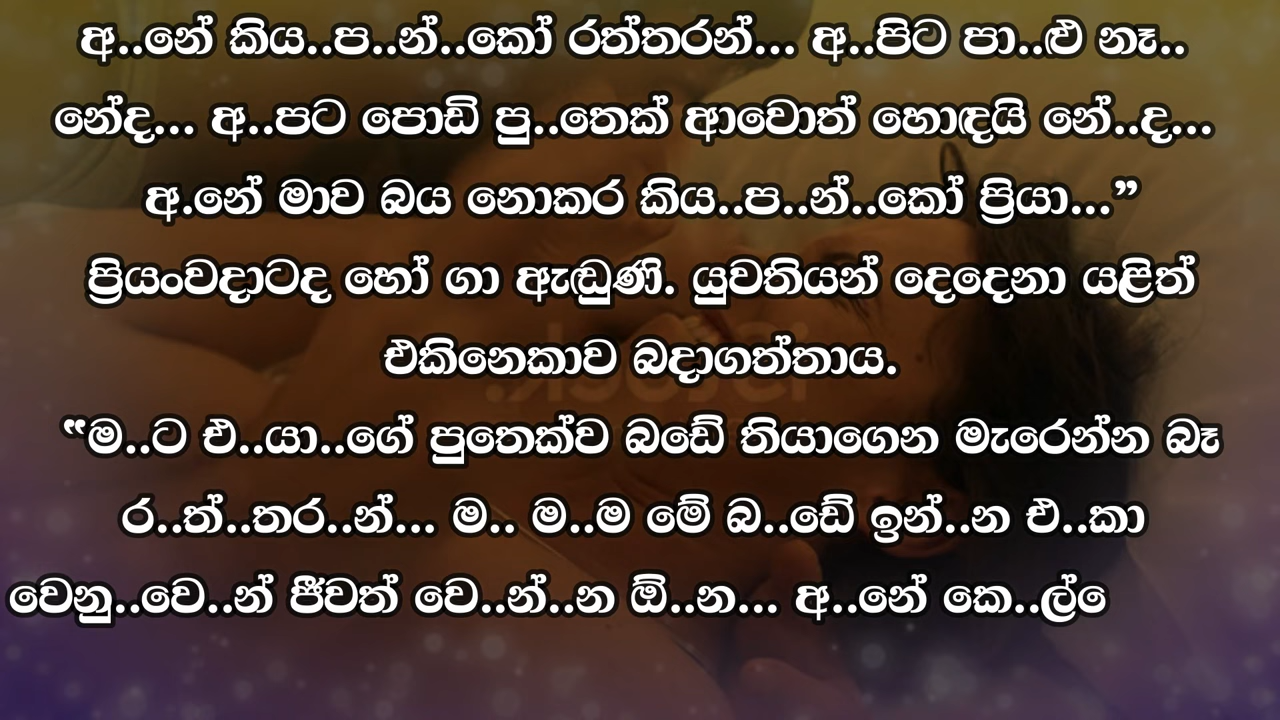 අ..නේ කිය..ප..න්..කෝ රත්තරන්... අ..පිට පා..ළු නෑ..
නේද... අ..පට පොඩි පු..තෙක් ආවොත් හොඳයි නේ..ද...
අ.නේ මාව බය නොකර කිය..ප..න්..කෝ ප්‍රියා...”
ප්‍රියංවදාටද හෝ ගා ඇඬුණි. යුවතියන් දෙදෙනා යළිත්
එකිනෙකාව බදාගත්තාය.
“ම..ට එ..යා..ගේ පුතෙක්ව බඩේ තියාගෙන මැරෙන්න බෑ
ර..ත්..තර..න්... ම.. ම..ම මේ බ..ඩේ ඉන්..න එ..කා
වෙනු..වෙ..න් ජීවත් වෙ..න්..න ඕ..න... අ..නේ කෙ..ල්ෙ